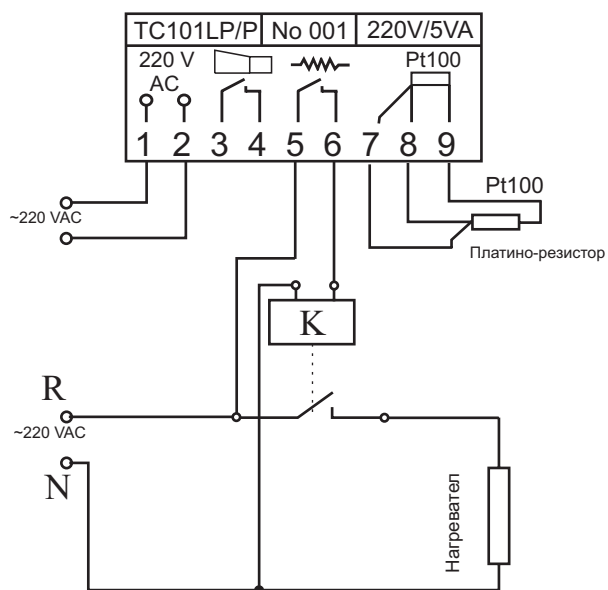 TC101LP/P No 001 220V/5VA
220 V
AC
Pt100
1 2 3 4 5 6 7 8 9
~220 VAC
Pt100
Платино-резистор
K
R
~220 VAC
N
Нагревател